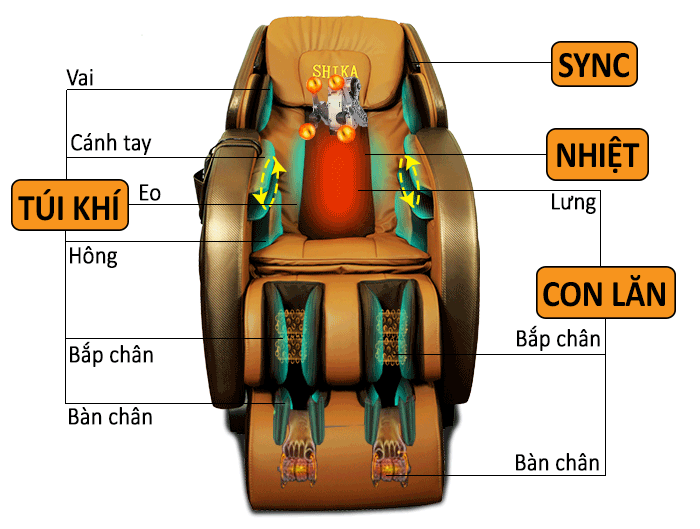 SHIKA
SYNC
Vai
Cánh tay
NHIỆT
TÚI KHÍ
Eo
Lưng
Hông
CON LĂN
Bắp chân
Bắp chân
Bàn chân
Bàn chân